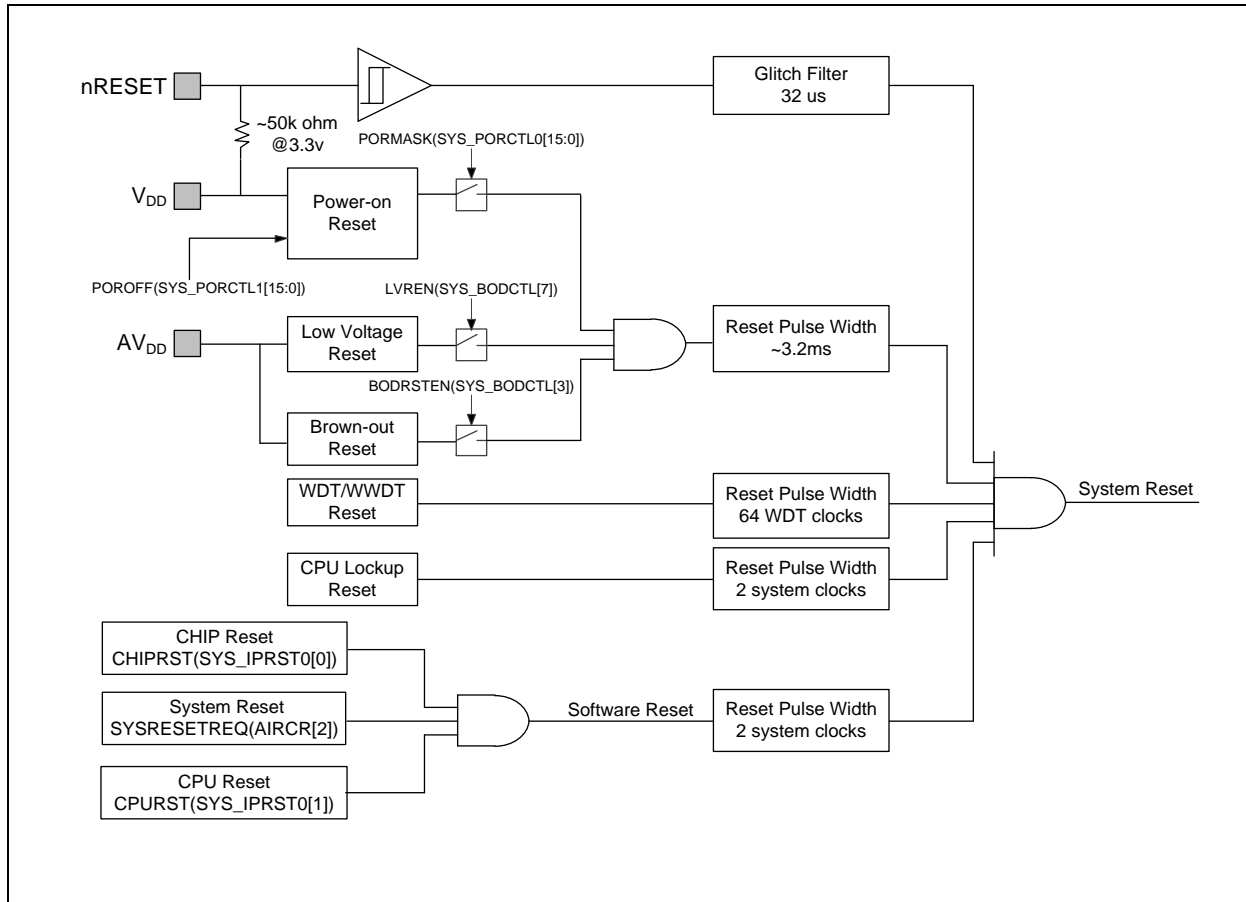 nRESET
Glitch Filter
32 us
~50k ohm
@3.3v
PORMASK(SYS_PORCTL0[15:0])
VDD
Power-on
Reset
POROFF(SYS_PORCTL1[15:0])
LVREN(SYS_BODCTL[7])
AVDD
Low Voltage
Reset
Reset Pulse Width
~3.2ms
BODRSTEN(SYS_BODCTL[3])
Brown-out
Reset
WDT/WWDT
Reset
Reset Pulse Width
64 WDT clocks
System Reset
CPU Lockup
Reset
Reset Pulse Width
2 system clocks
CHIP Reset
CHIPRST(SYS_IPRST0[0])
System Reset
SYSRESETREQ(AIRCR[2])
Software Reset
Reset Pulse Width
2 system clocks
CPU Reset
CPURST(SYS_IPRST0[1])